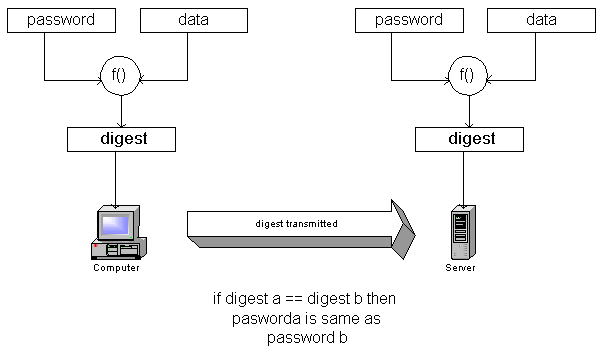 password data password data
f() f()
digest digest
digest transmitted
Computer Server
if digest a == digest b then
pasworda is same as
password b